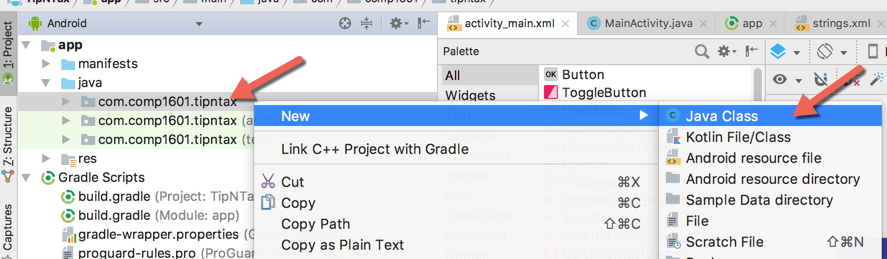 TipNTax app src main java com comp1601 tipntax
Android
activity_main.xml MainActivity.java app strings.xml
1: Project
app
manifests
java
com.comp1601.tipntax
com.comp1601.tipntax (a
com.comp1601.tipntax (te
res
Gradle Scripts
build.gradle (Project: TipNTa
build.gradle (Module: app)
gradle-wrapper.properties (
proguard-rules.pro (ProGua
Z: Structure
Captures
Palette
All
Widgets
OK Button
ToggleButton
New
Link C++ Project with Gradle
Cut ⌘X
Copy ⌘C
Copy Path ⇧⌘C
Copy as Plain Text
Java Class
Kotlin File/Class
Android resource file
Android resource directory
Sample Data directory
File
Scratch File ⇧⌘N